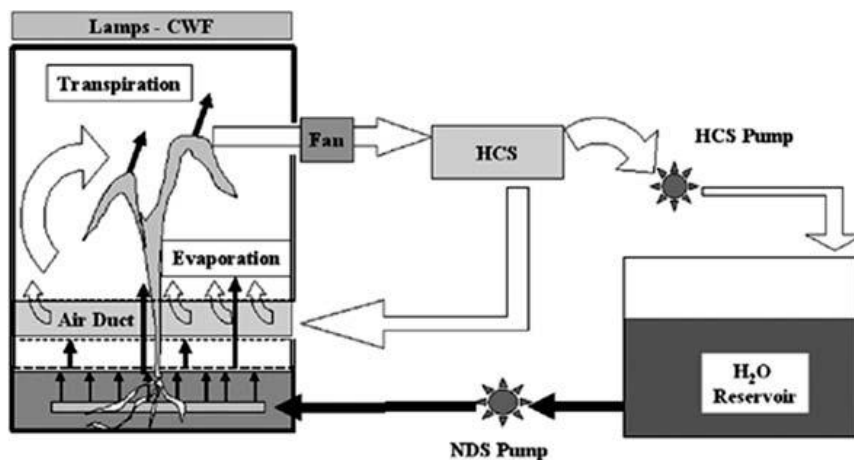 Lamps - CWF
Transpiration
Fan
HCS
HCS Pump
Evaporation
Air Duct
H₂O
Reservoir
NDS Pump